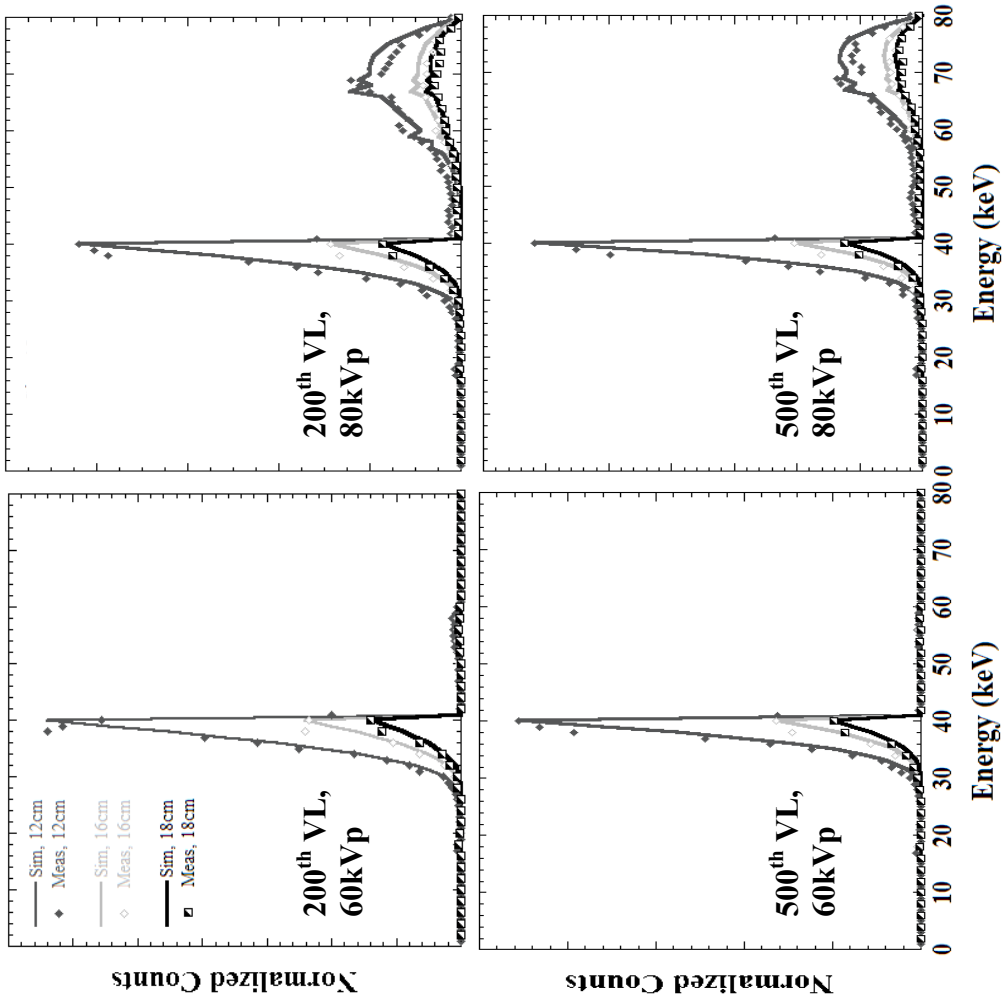 Normalized Counts
Sim, 12cm
Meas, 12cm
Sim, 16cm
Meas, 16cm
Sim, 18cm
Meas, 18cm
200th VL,
60kVp
200th VL,
80kVp
Normalized Counts
500th VL,
60kVp
500th VL,
80kVp
0 10 20 30 40 50 60 70 80
0 10 20 30 40 50 60 70 80
Energy (keV)
Energy (keV)